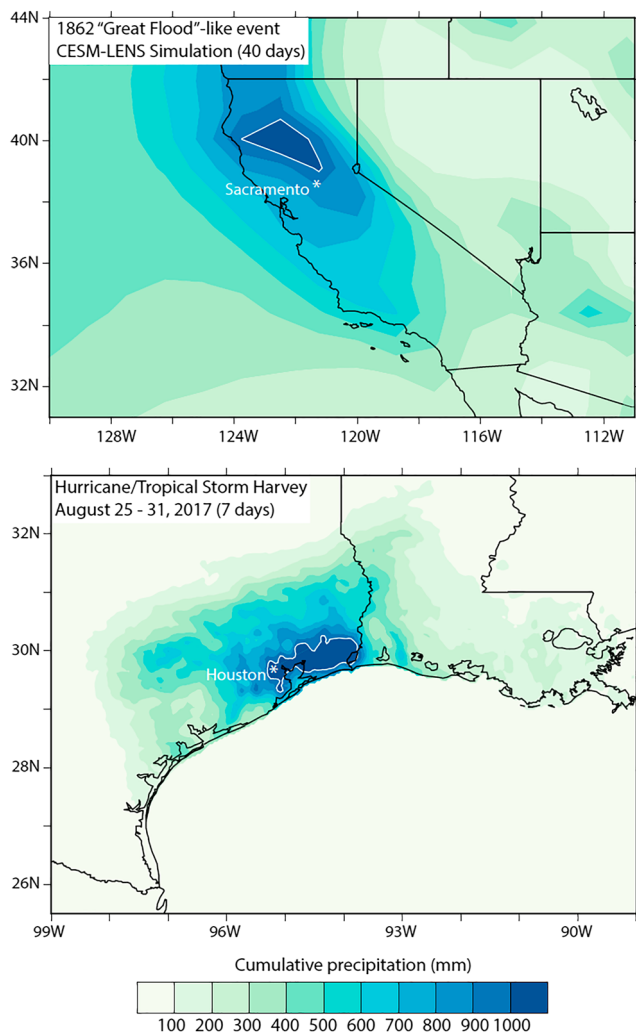 1862 “Great Flood”-like event
CESM-LENS Simulation (40 days)
44N
40N
36N
32N
Sacramento *
128W 124W 120W 116W 112W
Hurricane/Tropical Storm Harvey
August 25 - 31, 2017 (7 days)
32N
30N
28N
26N
Houston *
99W 96W 93W 90W
Cumulative precipitation (mm)
100 200 300 400 500 600 700 800 900 1000